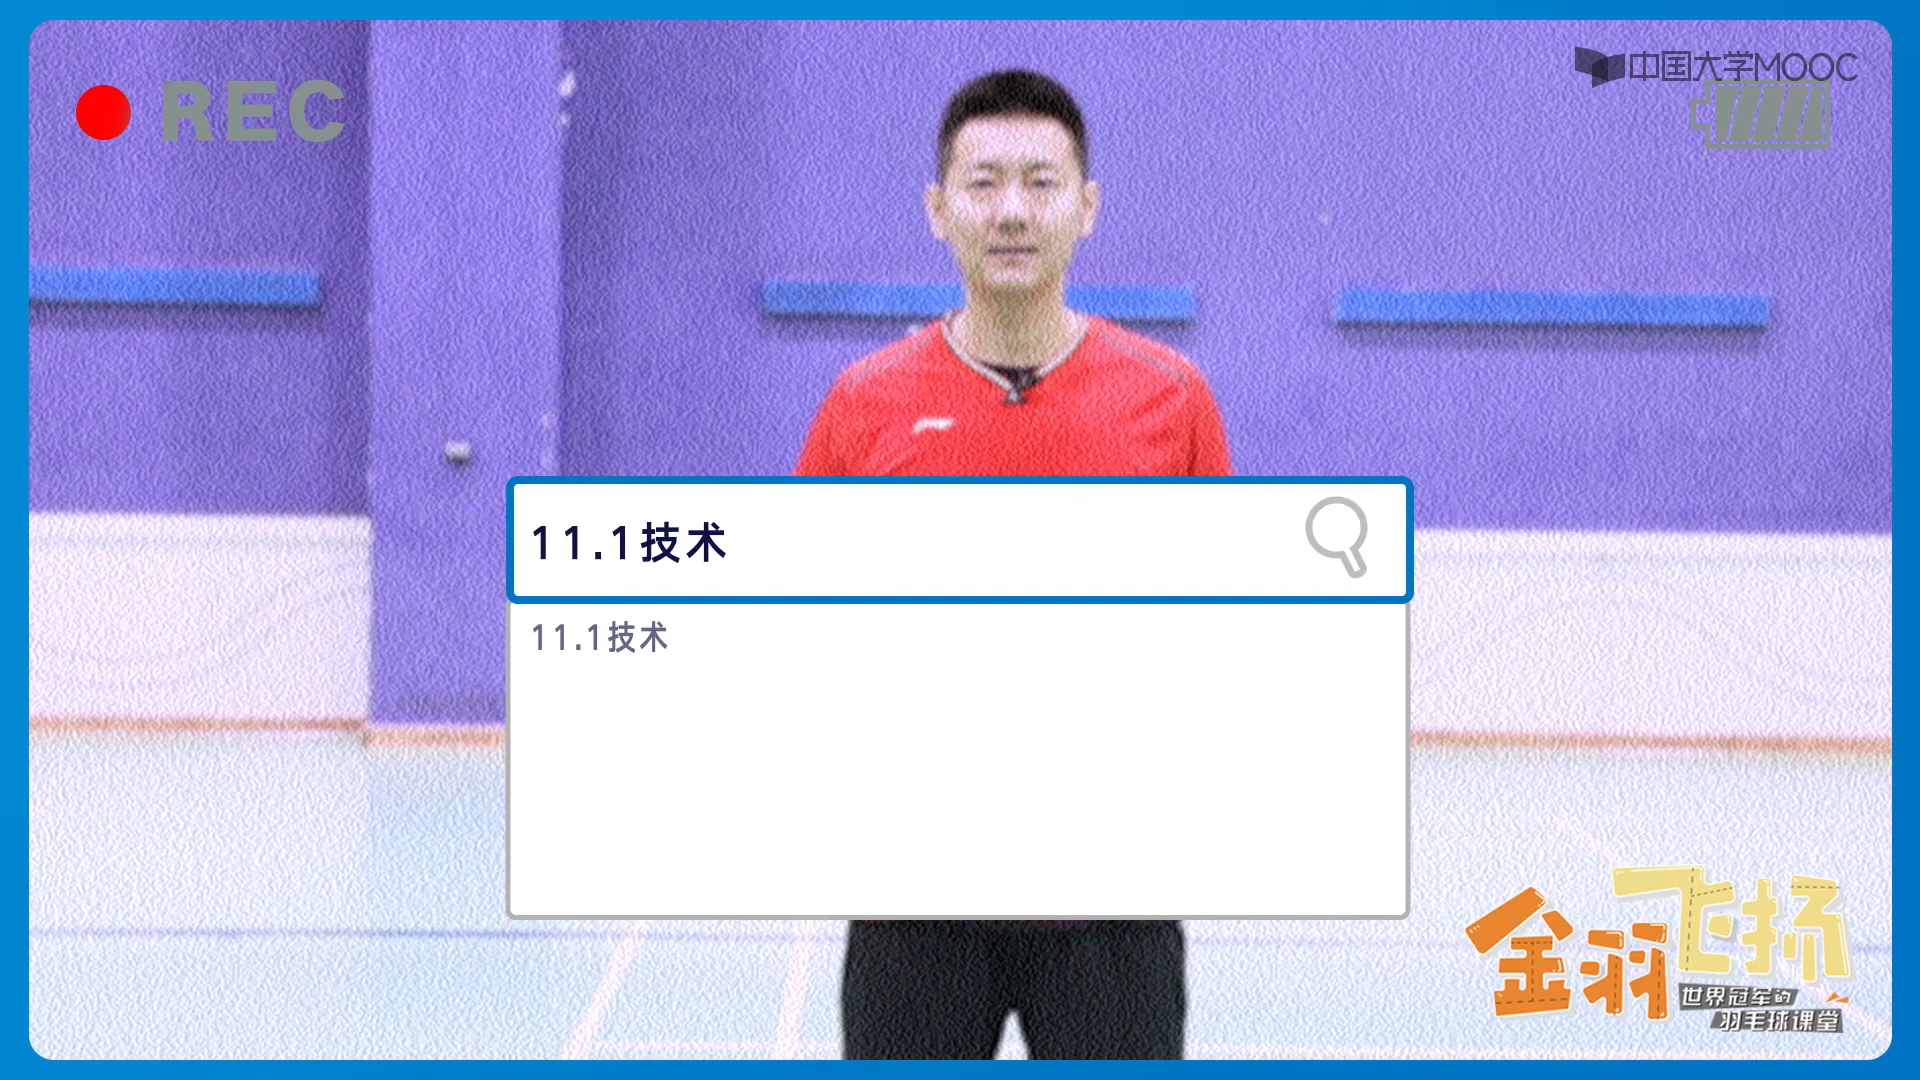 中国大学MOOC
REC
11.1技术
11.1技术
金羽飞扬
世界冠军的
羽毛球课堂